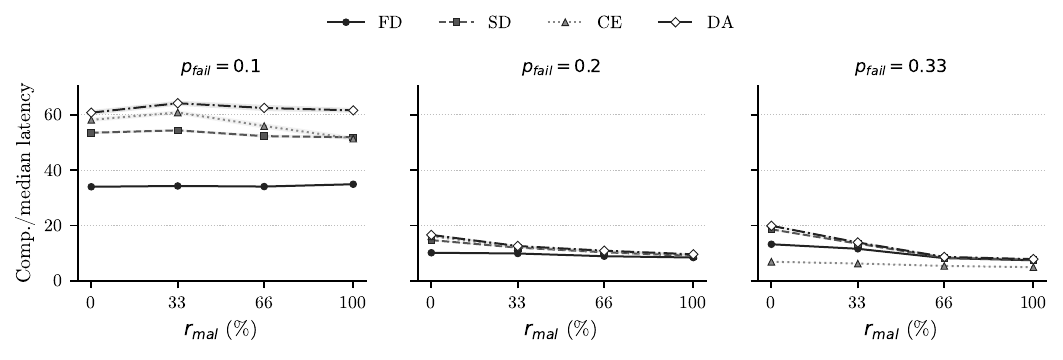 FD SD CE DA
p_fail = 0.1 p_fail = 0.2 p_fail = 0.33
Comp./median latency
60
40
20
0
0 33 66 100 0 33 66 100 0 33 66 100
r_mal (%) r_mal (%) r_mal (%)